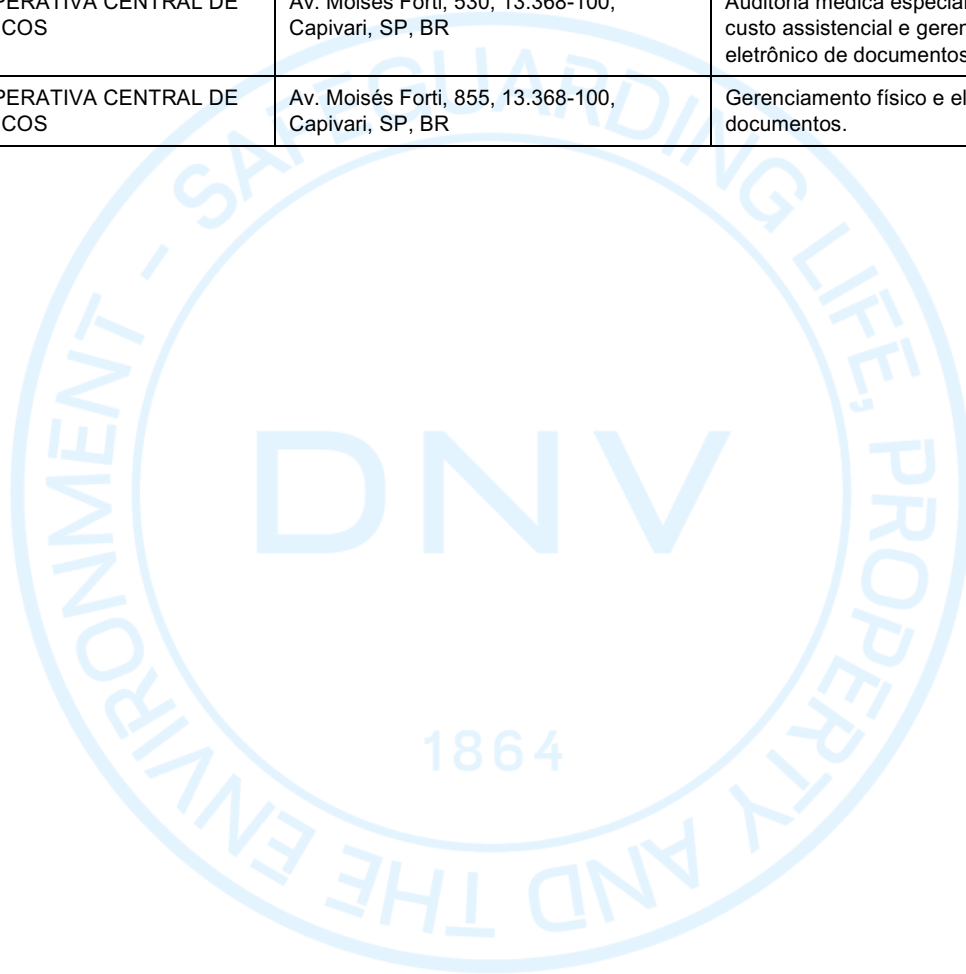 PERATIVA CENTRAL DE
COS
Av. Moisés Forti, 530, 13.368-100,
Capivari, SP, BR
Auditoria médica especial
custo assistencial e geren
eletrônico de documentos
PERATIVA CENTRAL DE
COS
Av. Moisés Forti, 855, 13.368-100,
Capivari, SP, BR
Gerenciamento físico e el
documentos.
SAFEGUARDING LIFE, PROPERTY AND THE ENVIRONMENT -
DNV
1864